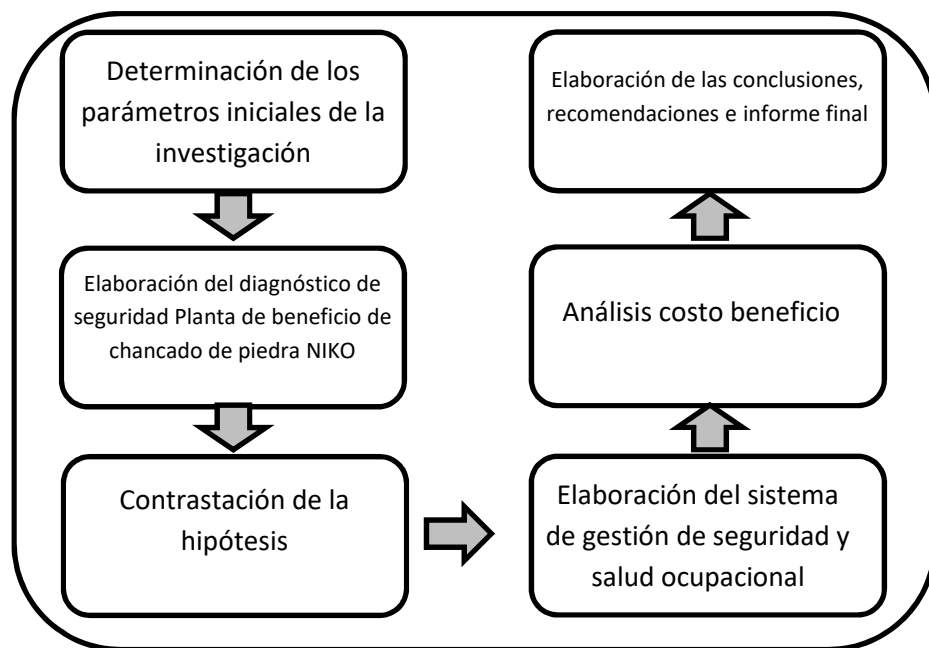 Determinación de los
parámetros iniciales de la
investigación
Elaboración del diagnóstico de
seguridad Planta de beneficio de
chancado de piedra NIKO
Contrastación de la
hipótesis
Elaboración del sistema
de gestión de seguridad y
salud ocupacional
Análisis costo beneficio
Elaboración de las conclusiones,
recomendaciones e informe final